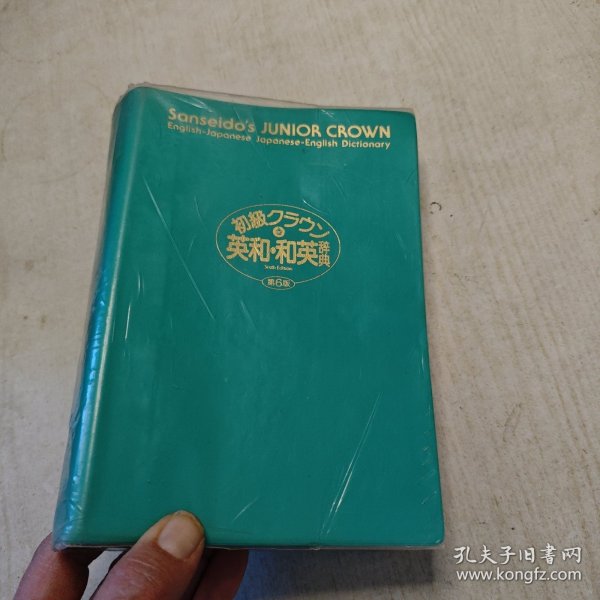 Sanseido's JUNIOR CROWN
English-Japanese Japanese-English Dictionary
初級クラウン
英和・和英辞典
Sixth Edition
第6版
孔夫子旧书网
www.kongfz.com